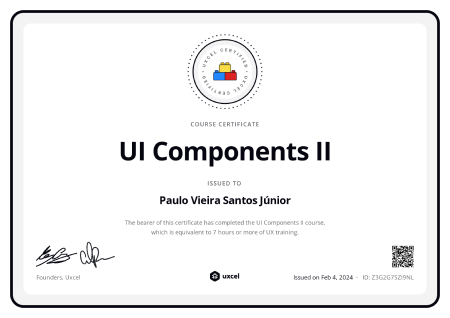 UXCEL CERTIFIED
UXCEL CERTIFIED
COURSE CERTIFICATE
UI Components II
ISSUED TO
Paulo Vieira Santos Júnior
The bearer of this certificate has completed the UI Components II course,
which is equivalent to 7 hours or more of UX training.
Founders, Uxcel
uxcel
Issued on Feb 4, 2024 - ID: Z3G2G7SZI9NL